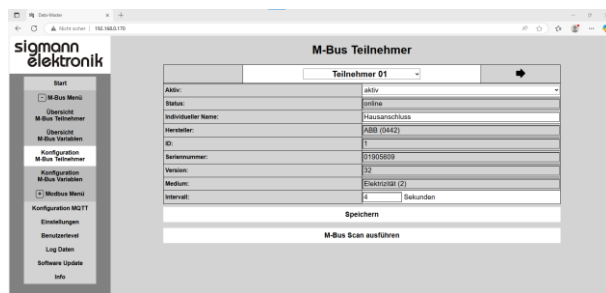 Data-Master
Nicht sicher | 192.168.0.170
sigmann
elektronik
Start
- M-Bus Menü
Übersicht
M-Bus Teilnehmer
Übersicht
M-Bus Variablen
Konfiguration
M-Bus Teilnehmer
Konfiguration
M-Bus Variablen
+ Modbus Menü
Konfiguration MQTT
Einstellungen
Benutzerlevel
Log Daten
Software Update
Info
M-Bus Teilnehmer
Teilnehmer 01
Aktiv: aktiv
Status: online
Individueller Name: Hausanschluss
Hersteller: ABB (0442)
ID: 1
Seriennummer: 01905609
Version: 32
Medium: Elektrizität (2)
Intervall: 4 Sekunden
Speichern
M-Bus Scan ausführen